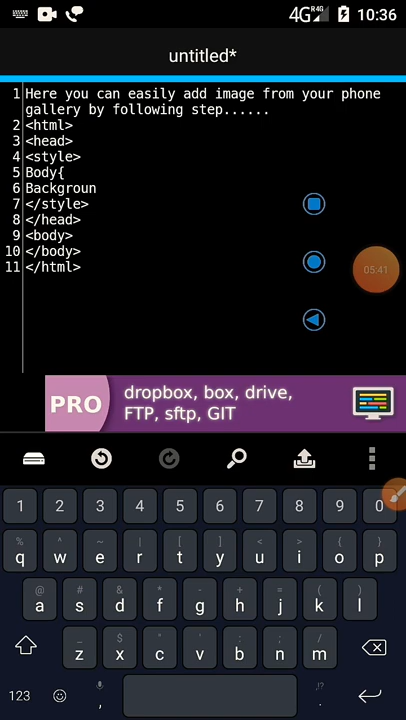 4G R4G 10:36
untitled*
1 Here you can easily add image from your phone
gallery by following step......
2 <html>
3 <head>
4 <style>
5 Body{
6 Backgroun
7 </style>
8 </head>
9 <body>
10 </body>
11 </html>
05:41
PRO dropbox, box, drive,
FTP, sftp, GIT
1 2 3 4 5 6 7 8 9 0
% ^ ~ | [ ] < > { }
q w e r t y u i o p
@ # & * - + = ( )
a s d f g h j k l
_ $ " ' : ; /
z x c v b n m
123 , ,!? .